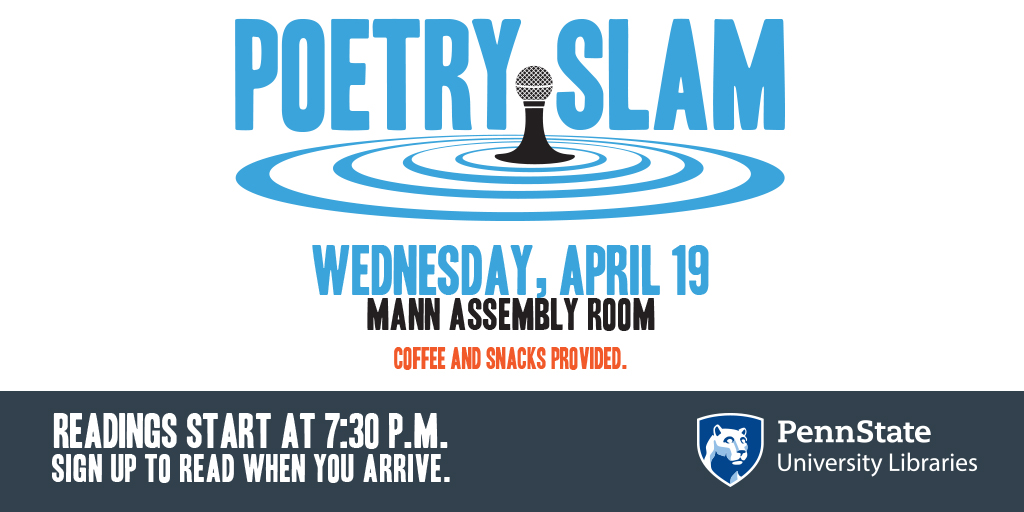 POETRY SLAM
WEDNESDAY, APRIL 19
MANN ASSEMBLY ROOM
COFFEE AND SNACKS PROVIDED.
READINGS START AT 7:30 P.M.
SIGN UP TO READ WHEN YOU ARRIVE.
PennState
University Libraries